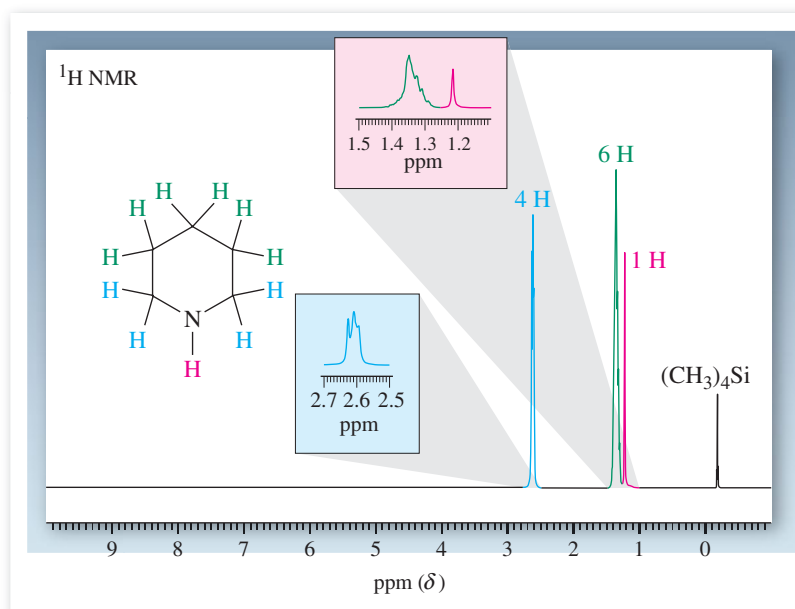 ¹H NMR
1.5 1.4 1.3 1.2
ppm
6 H
4 H
1 H
H H
H H
H H
H H
H H
N
H
2.7 2.6 2.5
ppm
(CH₃)₄Si
9 8 7 6 5 4 3 2 1 0
ppm (δ)